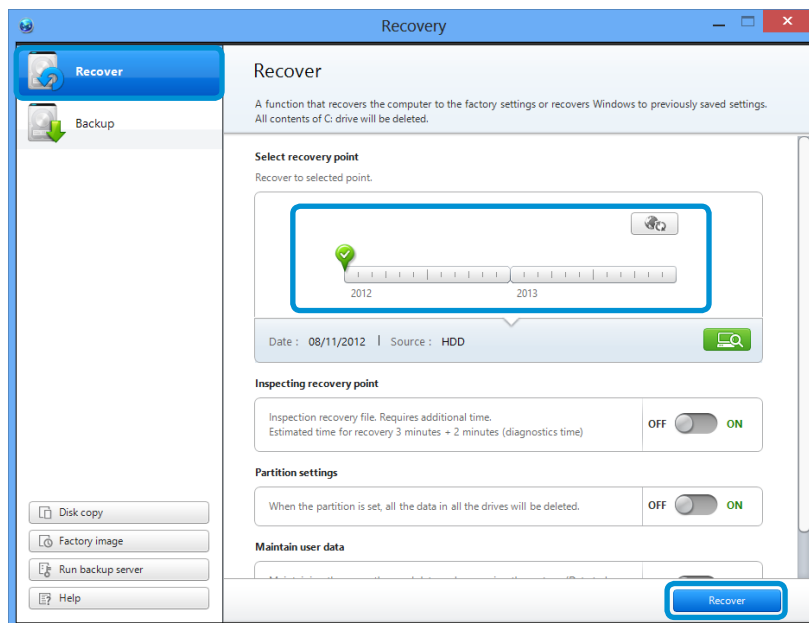 Recovery
Recover
Backup
Recover
A function that recovers the computer to the factory settings or recovers Windows to previously saved settings.
All contents of C: drive will be deleted.
Select recovery point
Recover to selected point.
2012
2013
Date : 08/11/2012 | Source : HDD
Inspecting recovery point
Inspection recovery file. Requires additional time.
Estimated time for recovery 3 minutes + 2 minutes (diagnostics time)
OFF ON
Partition settings
When the partition is set, all the data in all the drives will be deleted.
OFF ON
Maintain user data
Disk copy
Factory image
Run backup server
Help
Recover